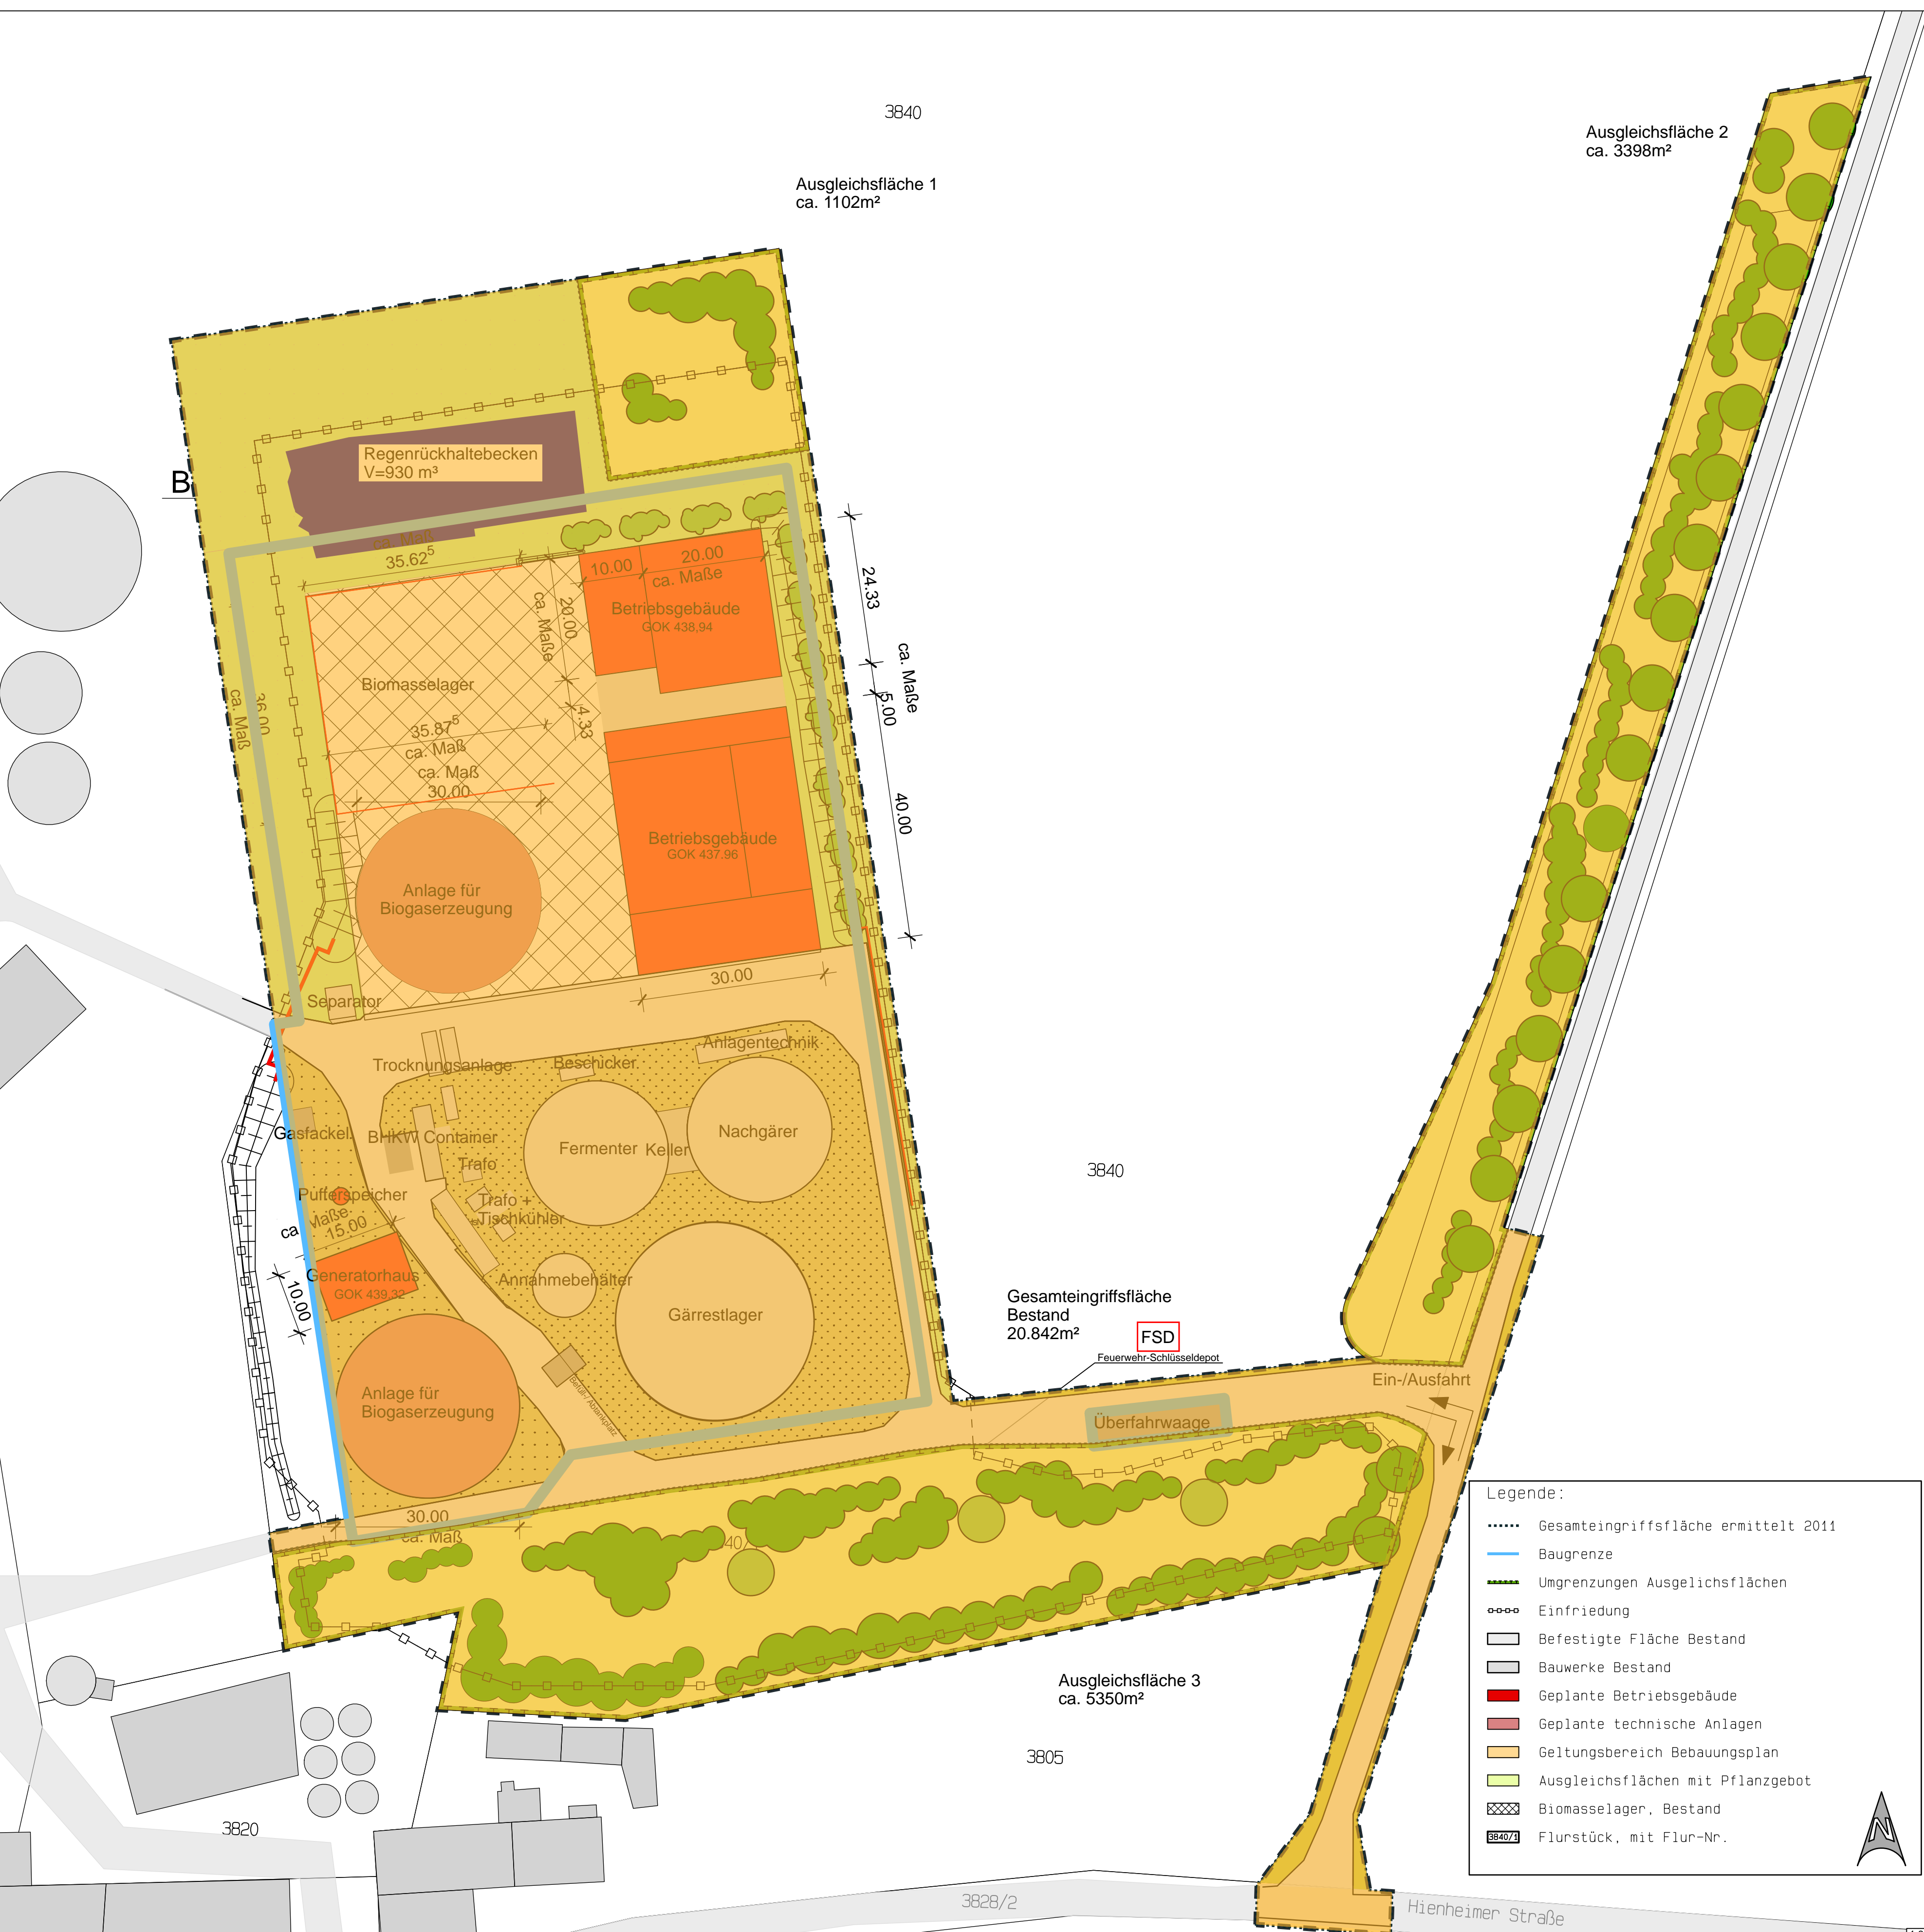 3840
Ausgleichsfläche 2
ca. 3398m²
Ausgleichsfläche 1
ca. 1102m²
B
Regenrückhaltebecken
V=930 m³
ca. Maß
35.62⁵
10.00
20.00
ca. Maße
Betriebsgebäude
GOK 438,94
20.00
ca. Maße
24.33
ca. Maße
5.00
40.00
Biomasselager
36.00
ca. Maß
35.87⁵
ca. Maß
4.33
ca. Maß
30.00
Betriebsgebäude
GOK 437.96
Anlage für
Biogaserzeugung
30.00
Separator
Trocknungsanlage
Beschicker
Anlagentechnik
Gasfackel
BHKW Container
Fermenter
Keller
Nachgärer
Trafo
Pufferspeicher
Trafo +
Tischkühler
ca. Maße
15.00
3840
Generatorhaus
GOK 439,32
10.00
Annahmebehälter
Gärrestlager
Gesamteingriffsfläche
Bestand
20.842m²
FSD
Feuerwehr-Schlüsseldepot
Ein-/Ausfahrt
Anlage für
Biogaserzeugung
Befüll-/ Abtankplatz
Überfahrwaage
30.00
ca. Maß
Legende:
Gesamteingriffsfläche ermittelt 2011
Baugrenze
Umgrenzungen Ausgelichsflächen
Einfriedung
Befestigte Fläche Bestand
Bauwerke Bestand
Geplante Betriebsgebäude
Geplante technische Anlagen
Geltungsbereich Bebauungsplan
Ausgleichsflächen mit Pflanzgebot
Biomasselager, Bestand
3840/1 Flurstück, mit Flur-Nr.
N
Ausgleichsfläche 3
ca. 5350m²
3805
3820
3828/2
Hienheimer Straße